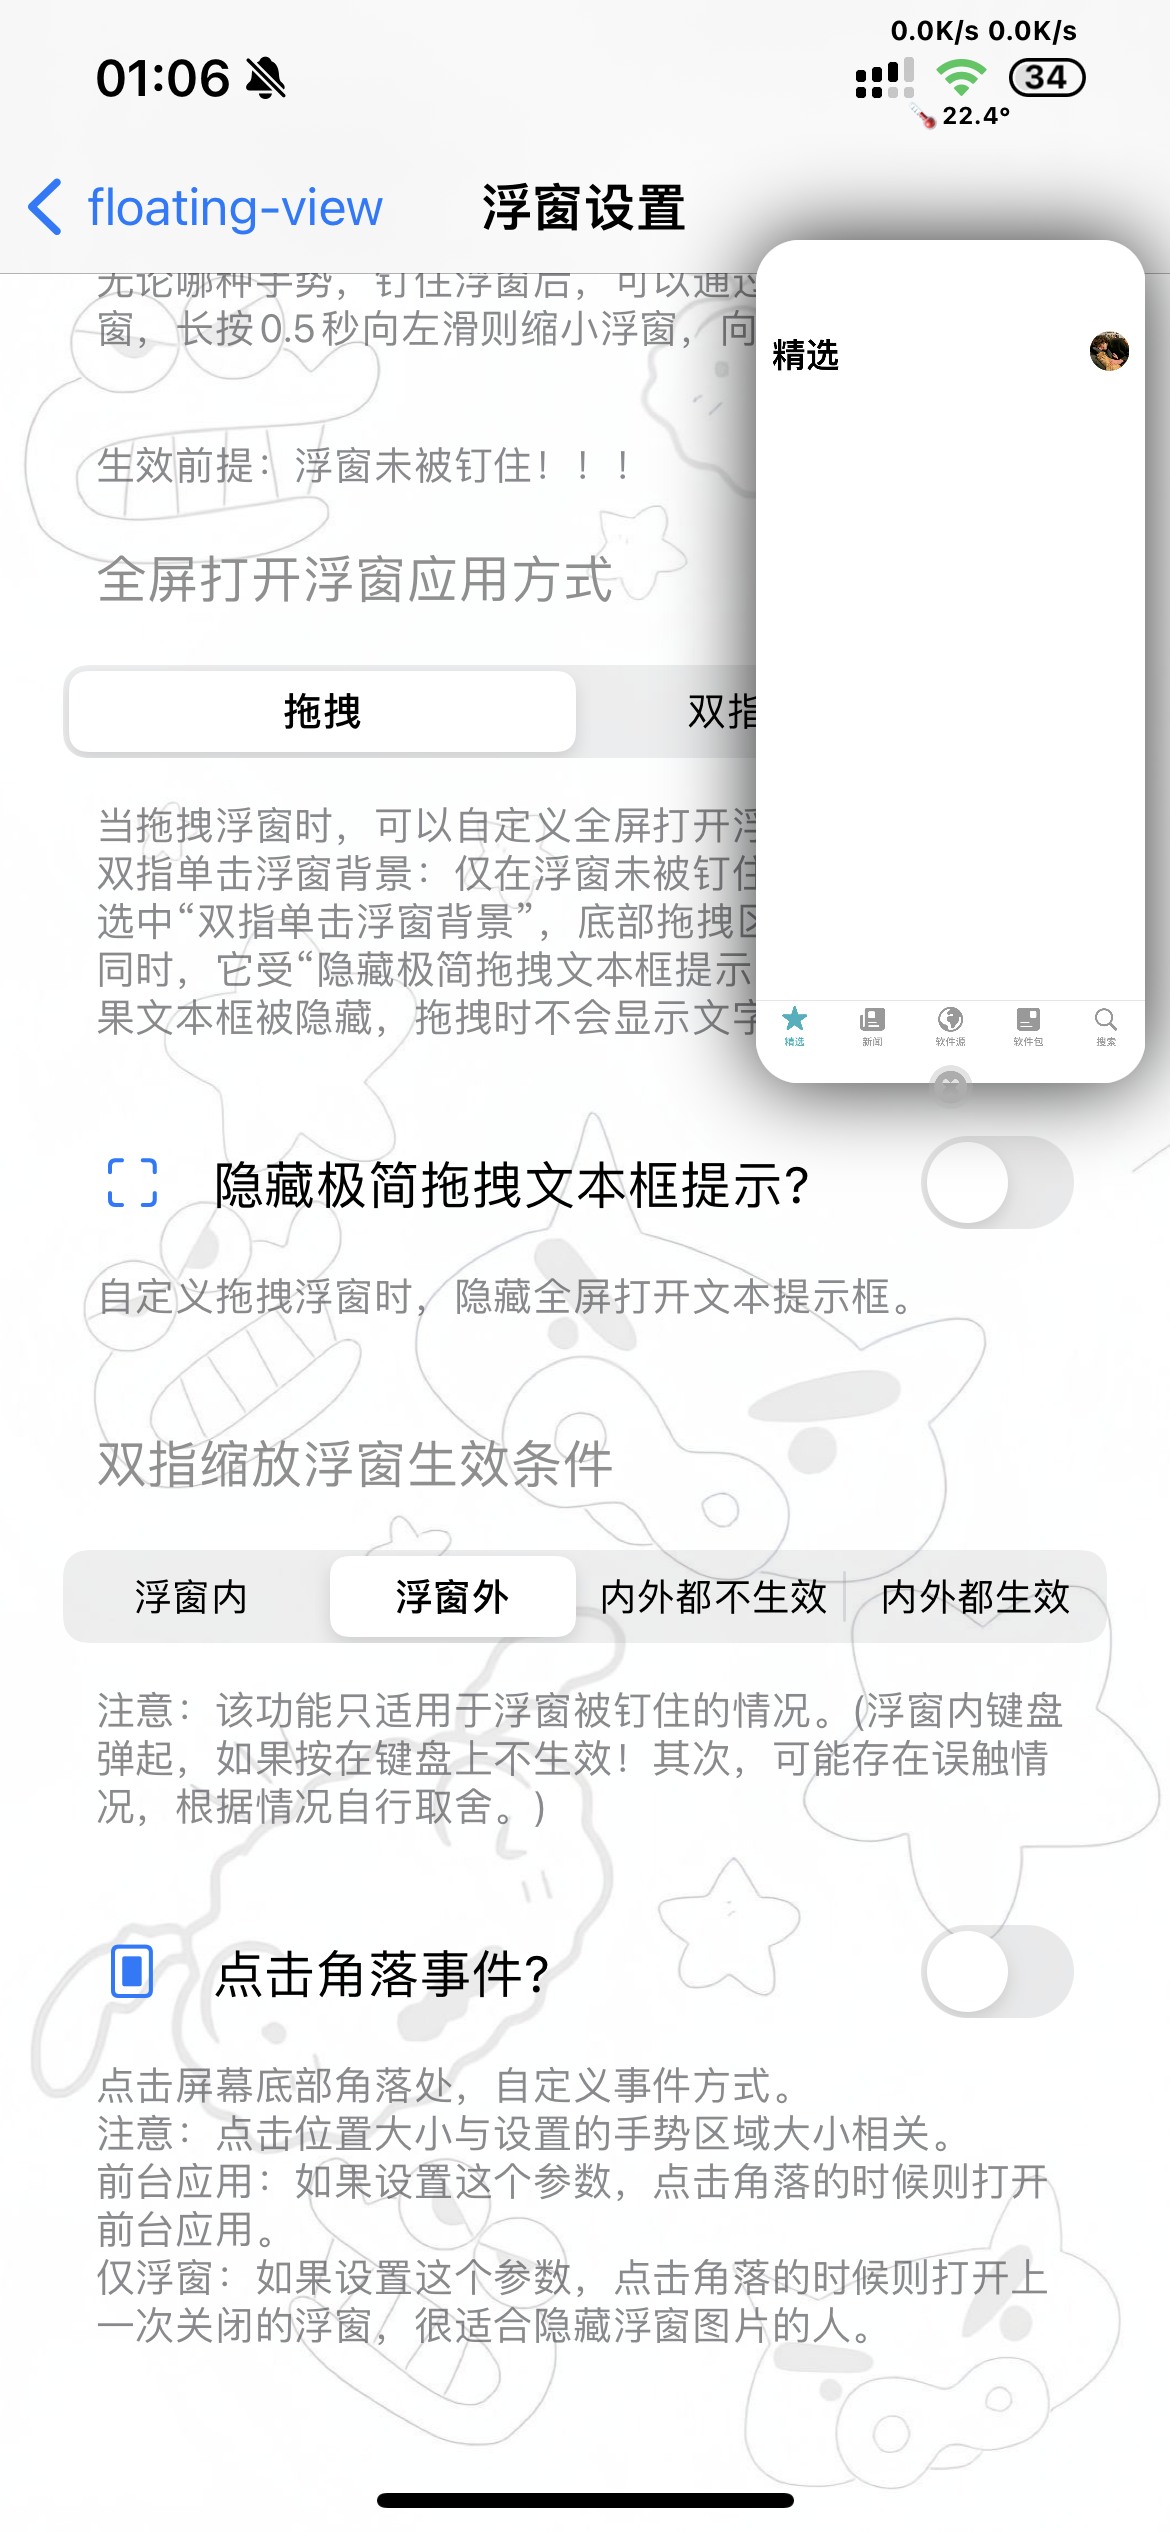 0.0K/s 0.0K/s
01:06
34
22.4°
floating-view
浮窗设置
无论哪种手势，钉住浮窗后，可以通过
窗，长按0.5秒向左滑则缩小浮窗，向
精选
生效前提：浮窗未被钉住！！！
全屏打开浮窗应用方式
拖拽
双指
当拖拽浮窗时，可以自定义全屏打开浮
双指单击浮窗背景：仅在浮窗未被钉住
选中“双指单击浮窗背景”，底部拖拽区
同时，它受“隐藏极简拖拽文本框提示
果文本框被隐藏，拖拽时不会显示文字
精选
新闻
软件源
软件包
搜索
隐藏极简拖拽文本框提示?
自定义拖拽浮窗时，隐藏全屏打开文本提示框。
双指缩放浮窗生效条件
浮窗内
浮窗外
内外都不生效
内外都生效
注意：该功能只适用于浮窗被钉住的情况。(浮窗内键盘
弹起，如果按在键盘上不生效！其次，可能存在误触情
况，根据情况自行取舍。)
点击角落事件?
点击屏幕底部角落处，自定义事件方式。
注意：点击位置大小与设置的手势区域大小相关。
前台应用：如果设置这个参数，点击角落的时候则打开
前台应用。
仅浮窗：如果设置这个参数，点击角落的时候则打开上
一次关闭的浮窗，很适合隐藏浮窗图片的人。